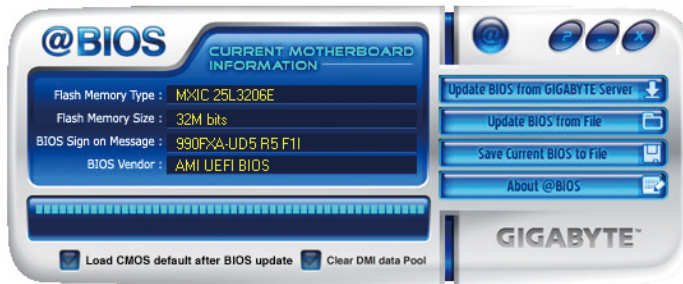 @BIOS
CURRENT MOTHERBOARD
INFORMATION
Flash Memory Type : MXIC 25L3206E
Flash Memory Size : 32M bits
BIOS Sign on Message : 990FXA-UD5 R5 F1I
BIOS Vendor : AMI UEFI BIOS
Load CMOS default after BIOS update
Clear DMI data Pool
@ ? – X
Update BIOS from GIGABYTE Server
Update BIOS from File
Save Current BIOS to File
About @BIOS
GIGABYTE™